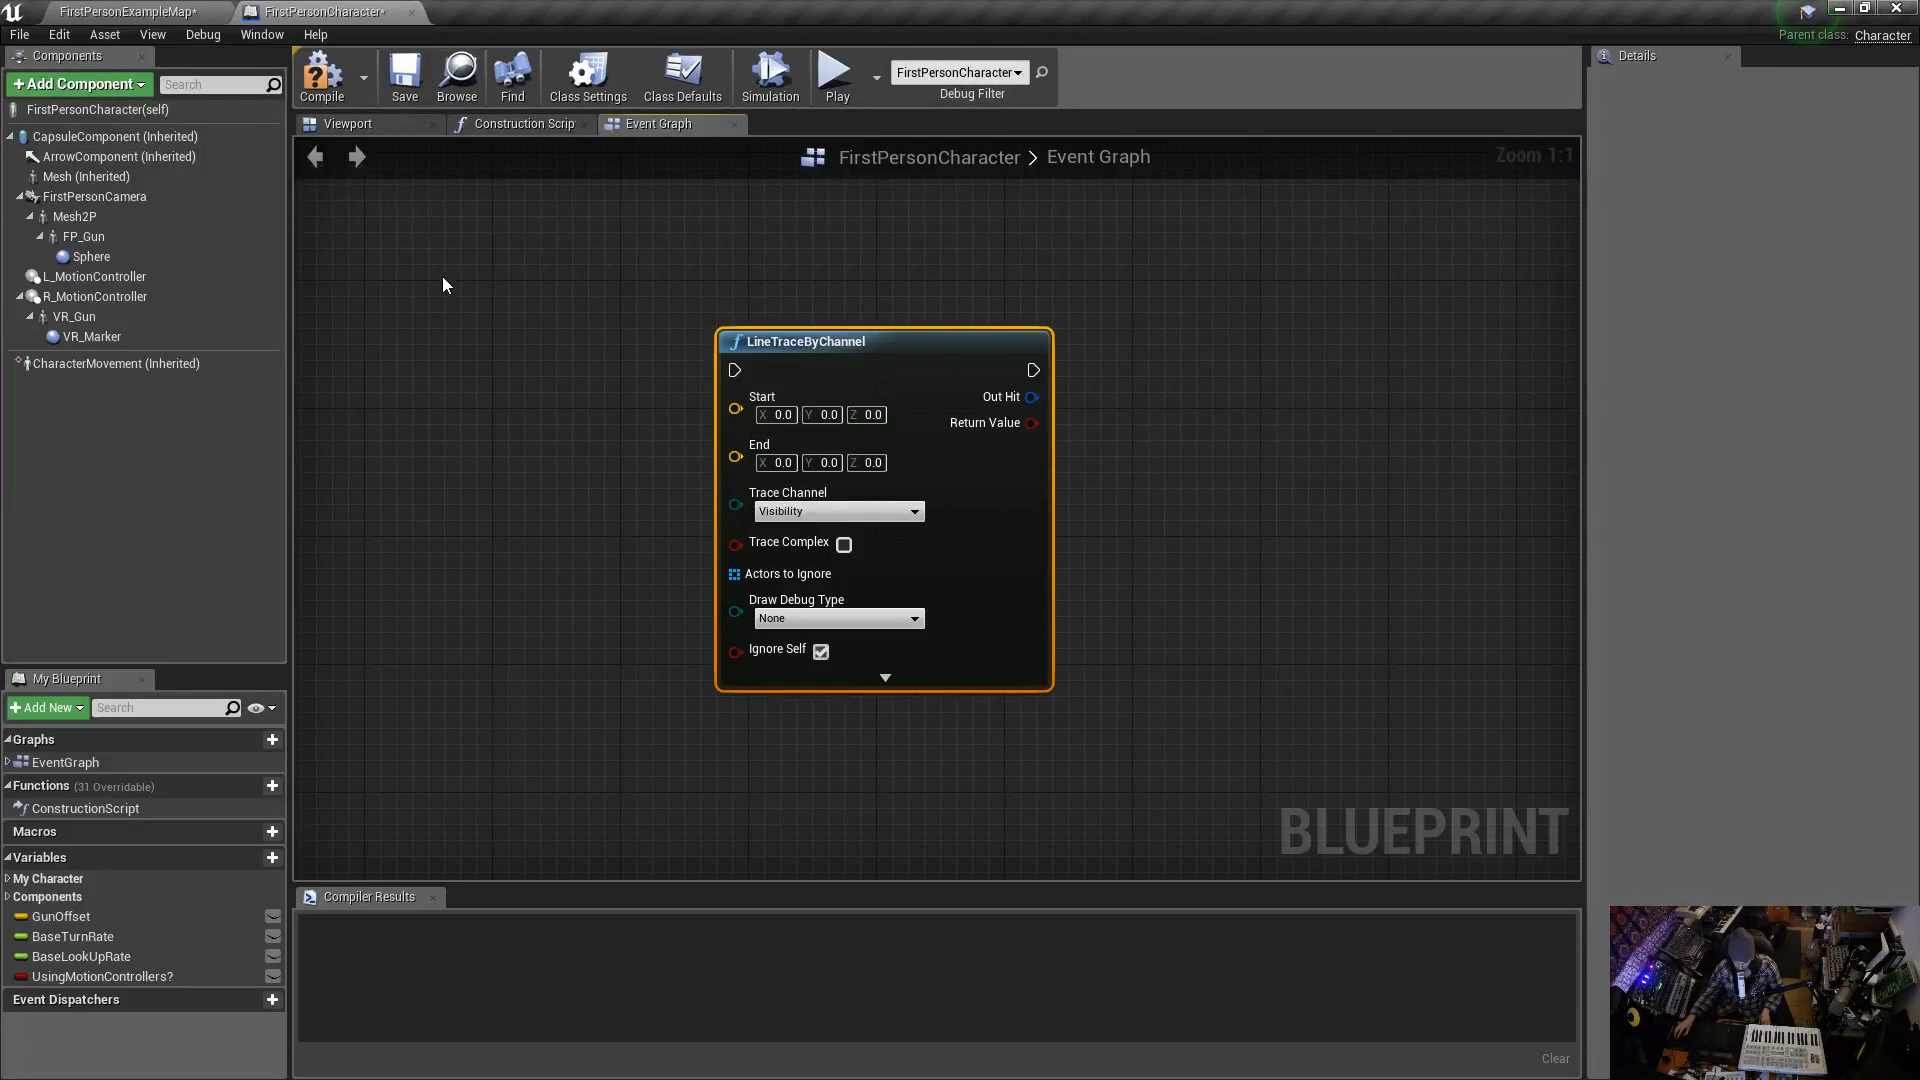 FirstPersonExampleMap*
FirstPersonCharacter*
File Edit Asset View Debug Window Help
Parent class: Character
Components
+Add Component
Search
FirstPersonCharacter(self)
CapsuleComponent (Inherited)
ArrowComponent (Inherited)
Mesh (Inherited)
FirstPersonCamera
Mesh2P
FP_Gun
Sphere
L_MotionController
R_MotionController
VR_Gun
VR_Marker
CharacterMovement (Inherited)
My Blueprint
+Add New
Search
Graphs
EventGraph
Functions (31 Overridable)
ConstructionScript
Macros
Variables
My Character
Components
GunOffset
BaseTurnRate
BaseLookUpRate
UsingMotionControllers?
Event Dispatchers
Compile
Save
Browse
Find
Class Settings
Class Defaults
Simulation
Play
FirstPersonCharacter
Debug Filter
Viewport
Construction Scrip
Event Graph
FirstPersonCharacter > Event Graph
Zoom 1:1
LineTraceByChannel
Start
X 0.0 Y 0.0 Z 0.0
Out Hit
Return Value
End
X 0.0 Y 0.0 Z 0.0
Trace Channel
Visibility
Trace Complex
Actors to Ignore
Draw Debug Type
None
Ignore Self
BLUEPRINT
Compiler Results
Clear
Details